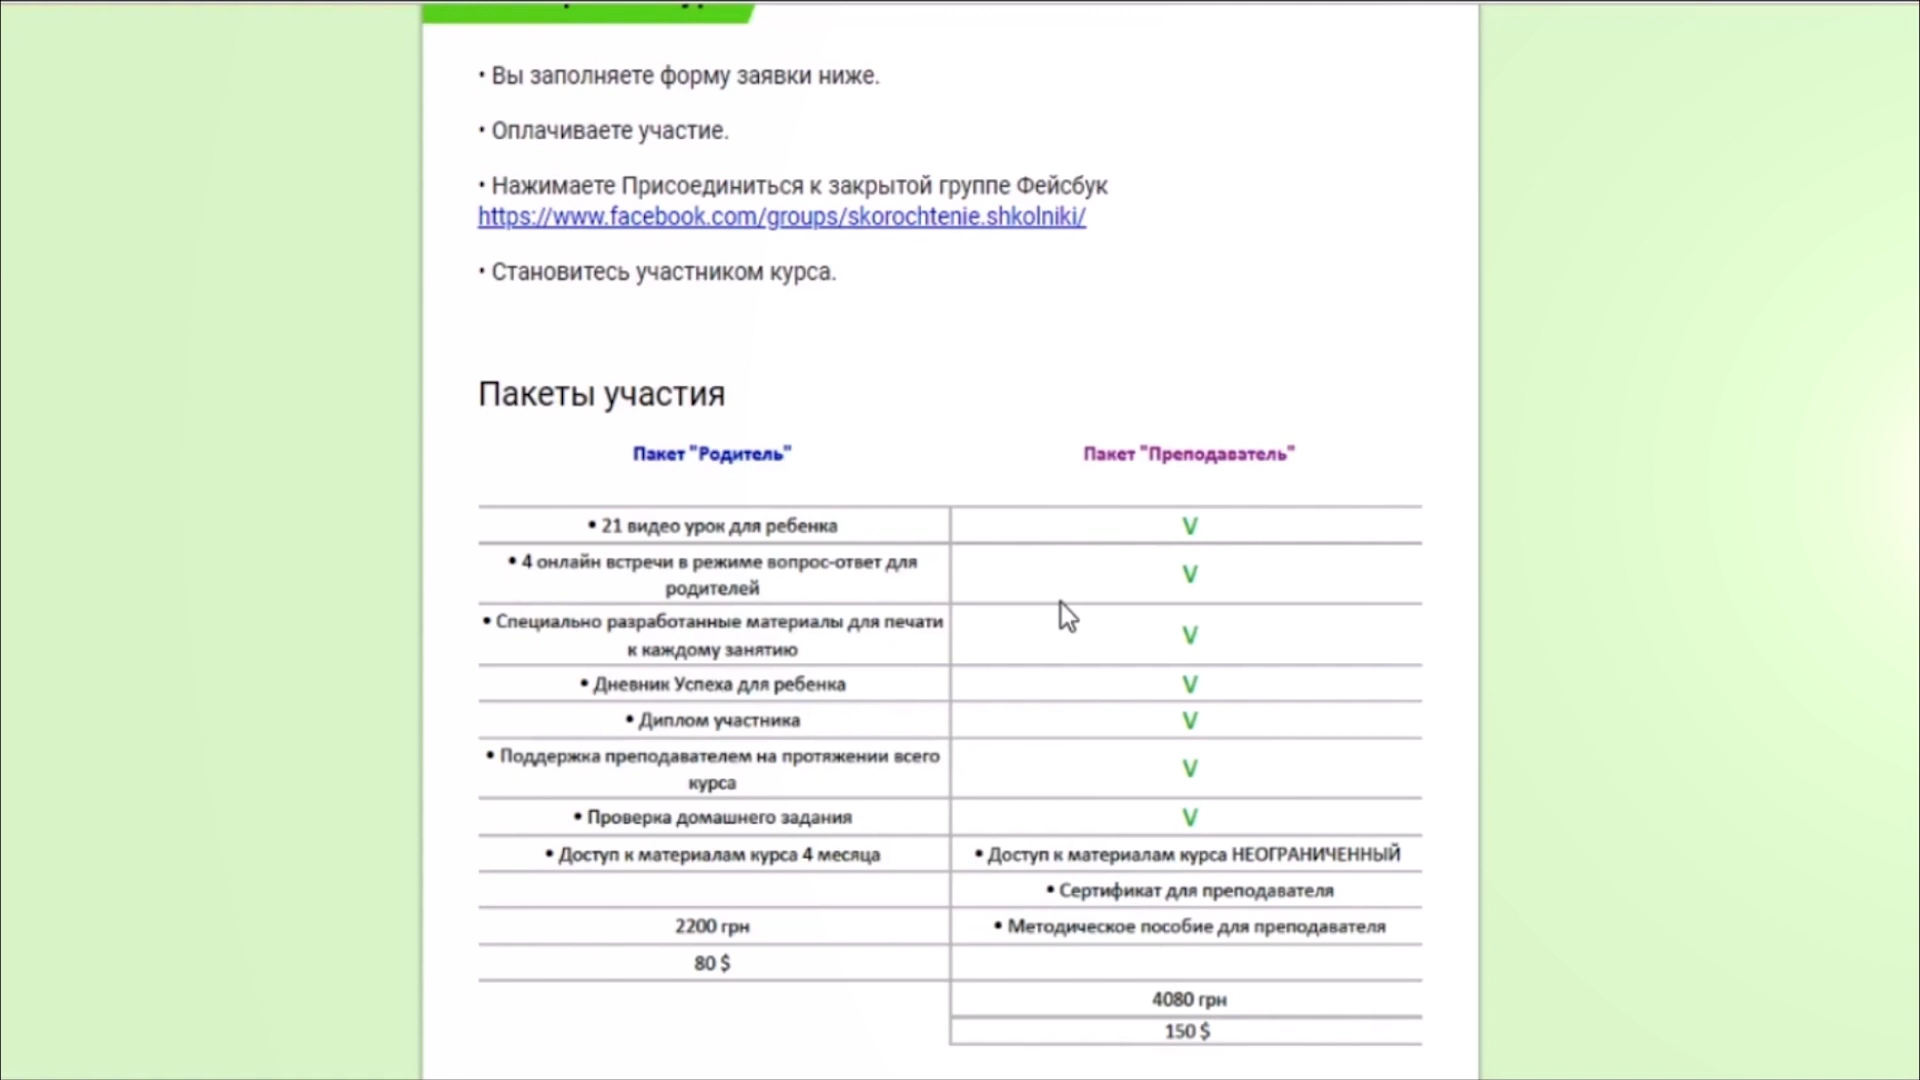 • Вы заполняете форму заявки ниже.
• Оплачиваете участие.
• Нажимаете Присоединиться к закрытой группе Фейсбук
https://www.facebook.com/groups/skorochtenie.shkolniki/
• Становитесь участником курса.
Пакеты участия
Пакет "Родитель"
Пакет "Преподаватель"
• 21 видео урок для ребенка
V
• 4 онлайн встречи в режиме вопрос-ответ для
родителей
V
• Специально разработанные материалы для печати
к каждому занятию
V
• Дневник Успеха для ребенка
V
• Диплом участника
V
• Поддержка преподавателем на протяжении всего
курса
V
• Проверка домашнего задания
V
• Доступ к материалам курса 4 месяца
• Доступ к материалам курса НЕОГРАНИЧЕННЫЙ
• Сертификат для преподавателя
2200 грн
• Методическое пособие для преподавателя
80 $
4080 грн
150 $